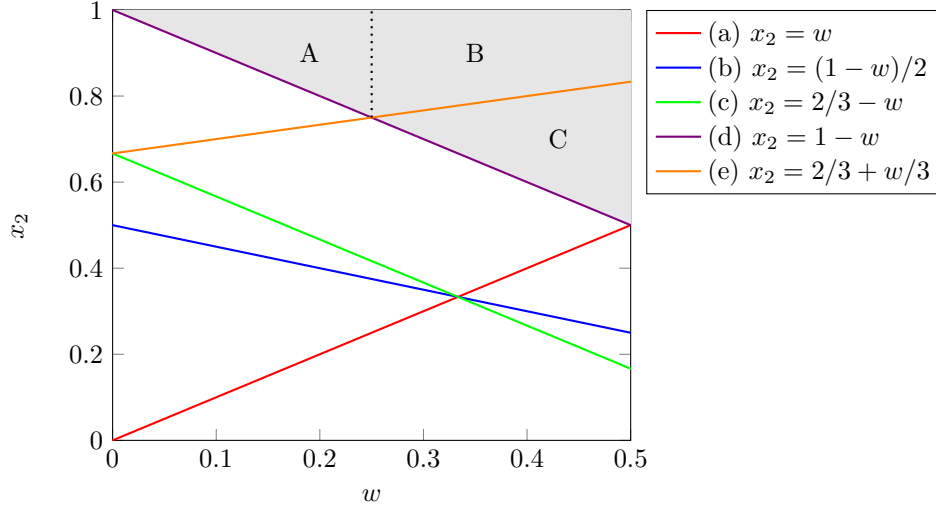 1
0.8
0.6
0.4
0.2
0
0
0.1
0.2
0.3
0.4
0.5
x₂
w
A
B
C
(a) x₂ = w
(b) x₂ = (1 − w)/2
(c) x₂ = 2/3 − w
(d) x₂ = 1 − w
(e) x₂ = 2/3 + w/3